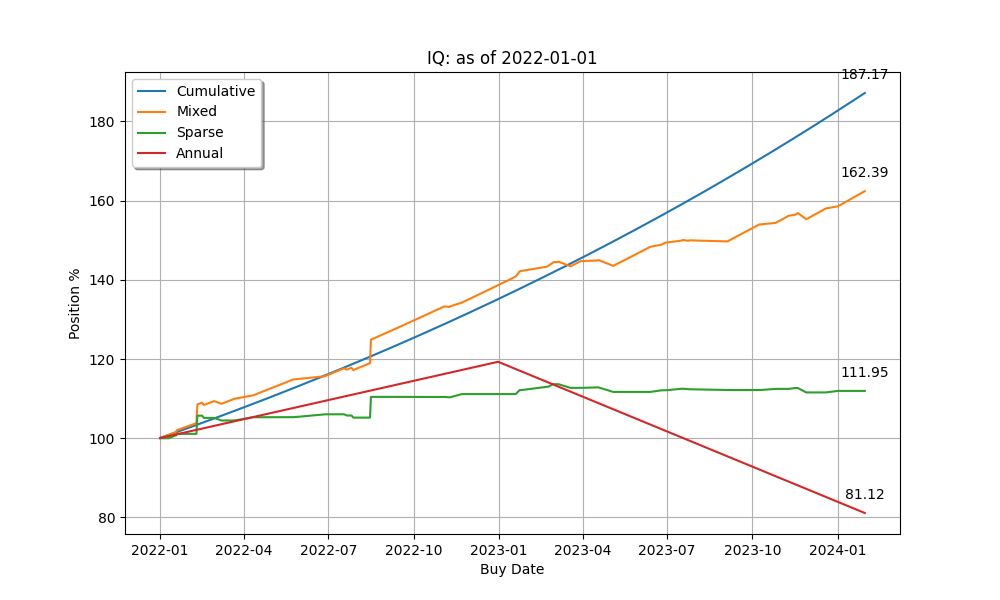 IQ: as of 2022-01-01
187.17
Cumulative
Mixed
Sparse
Annual
162.39
111.95
81.12
180
160
140
120
100
80
Position %
2022-01 2022-04 2022-07 2022-10 2023-01 2023-04 2023-07 2023-10 2024-01
Buy Date